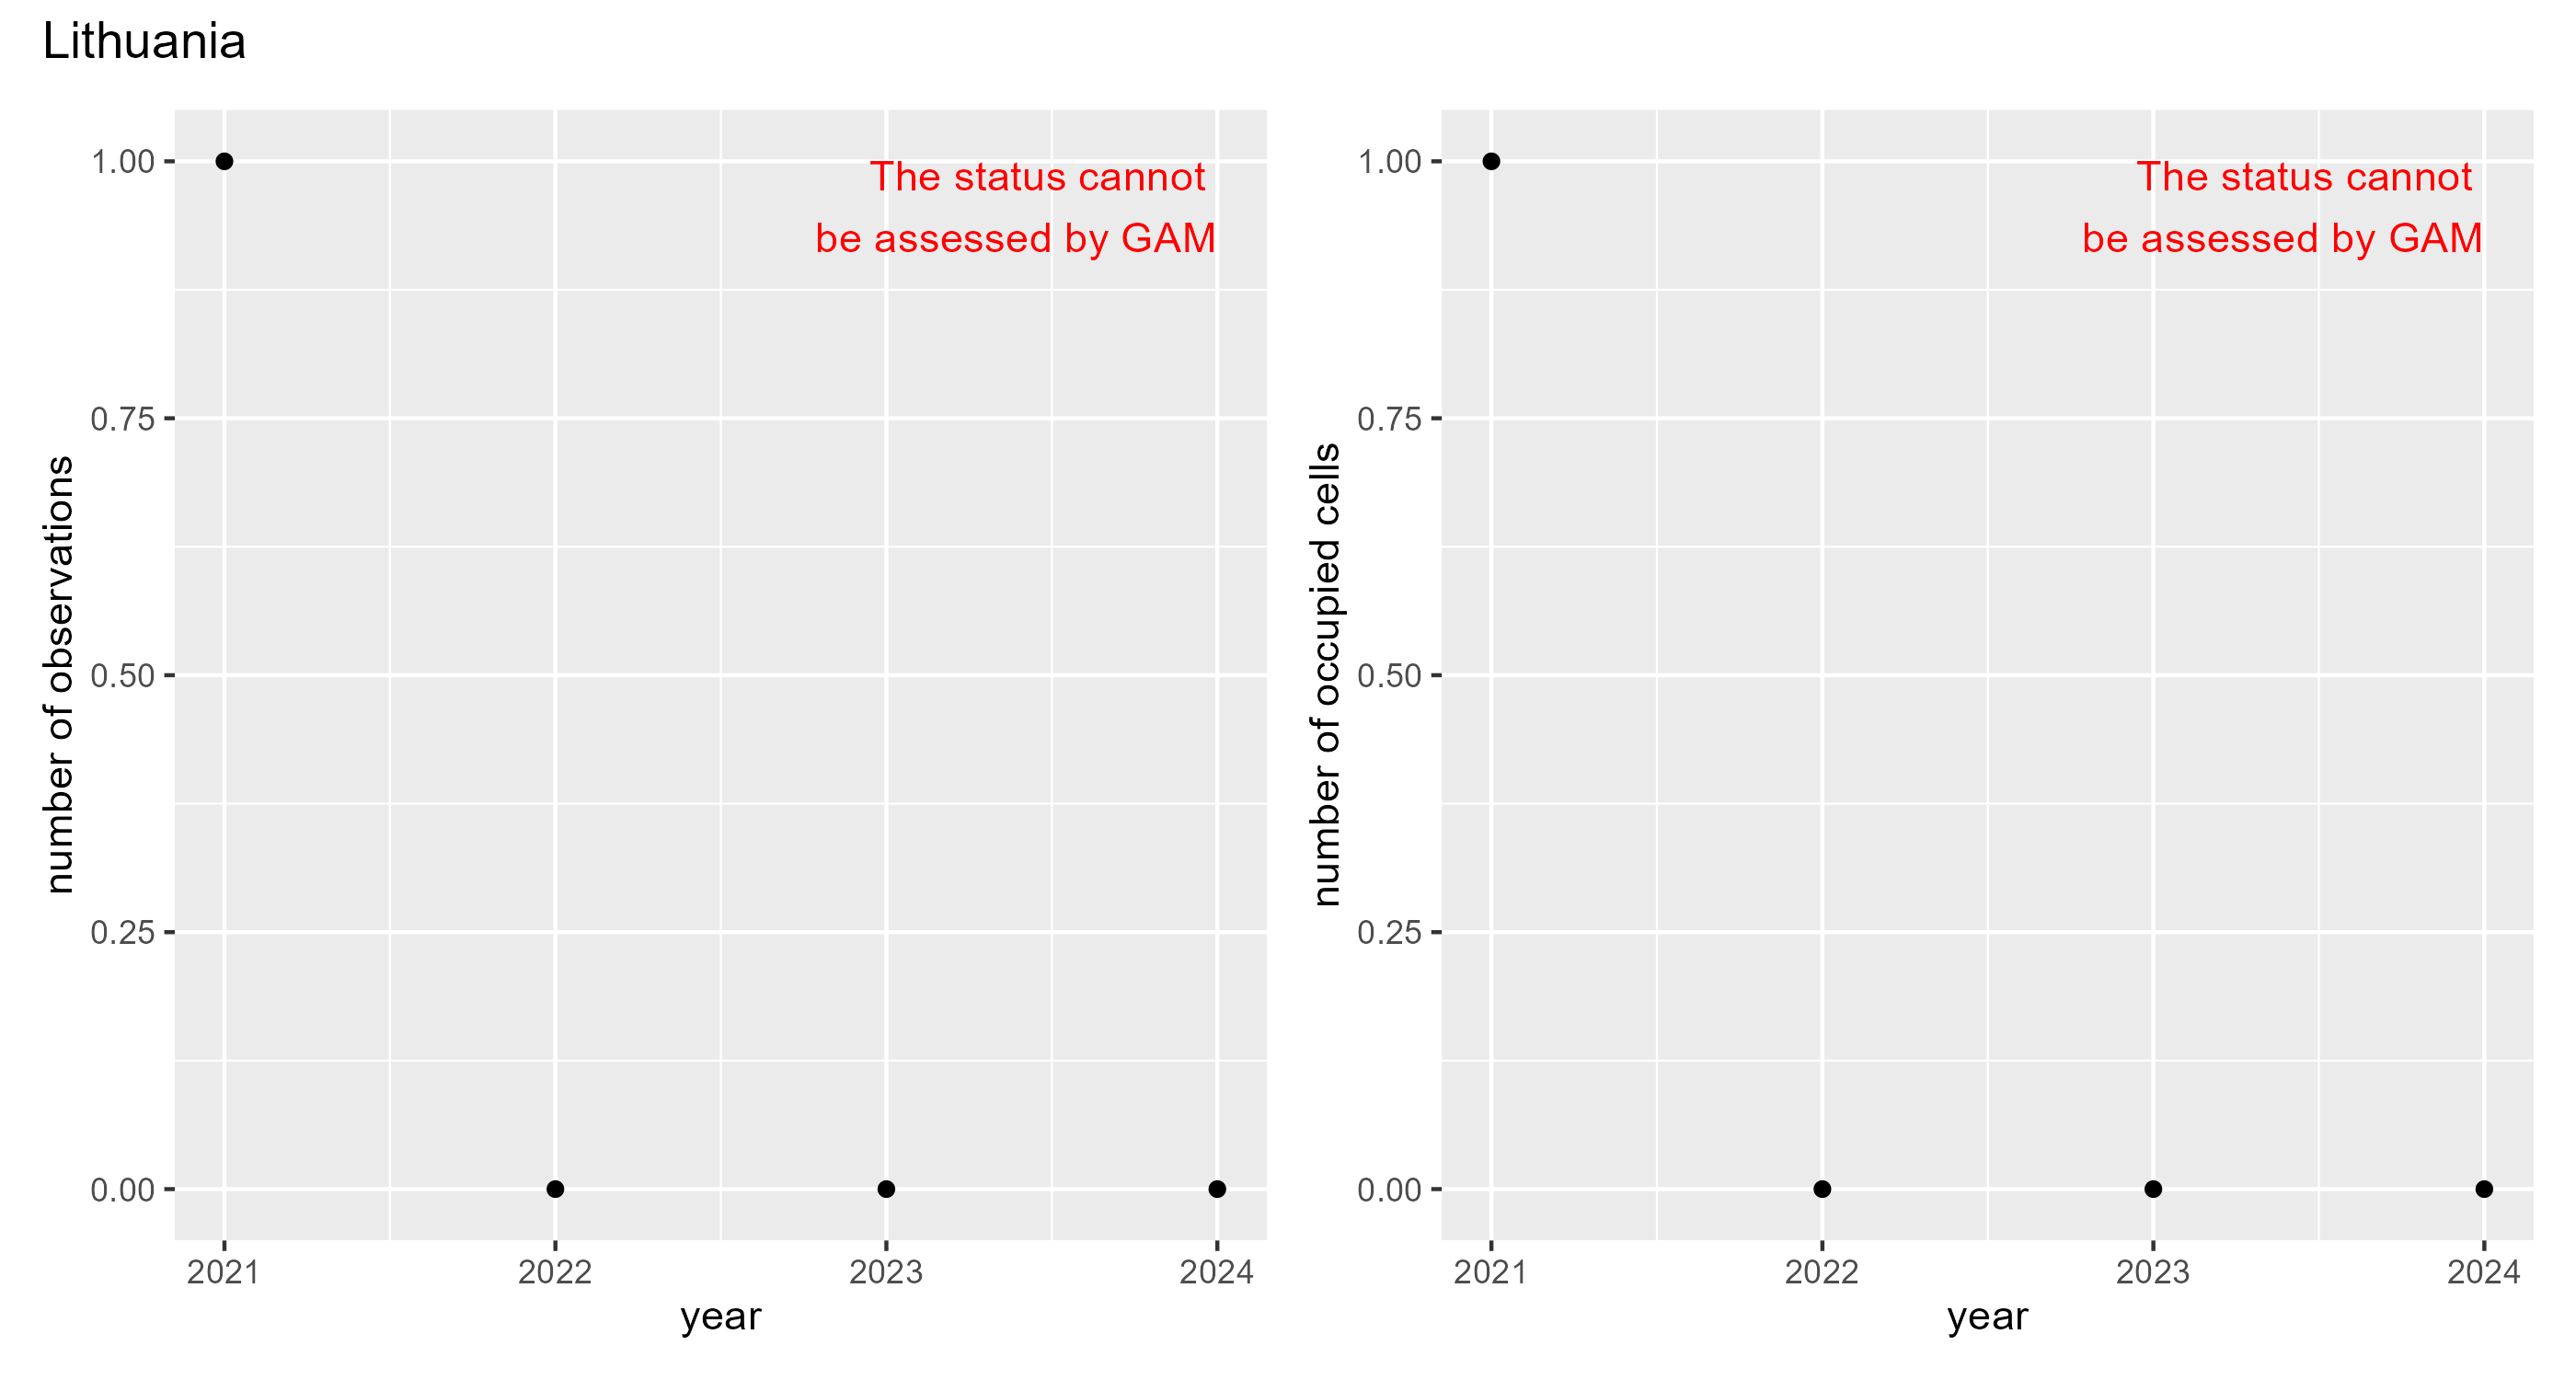 Lithuania
number of observations
1.00
0.75
0.50
0.25
0.00
The status cannot
be assessed by GAM
2021
2022
2023
2024
year
number of occupied cells
1.00
0.75
0.50
0.25
0.00
The status cannot
be assessed by GAM
2021
2022
2023
2024
year